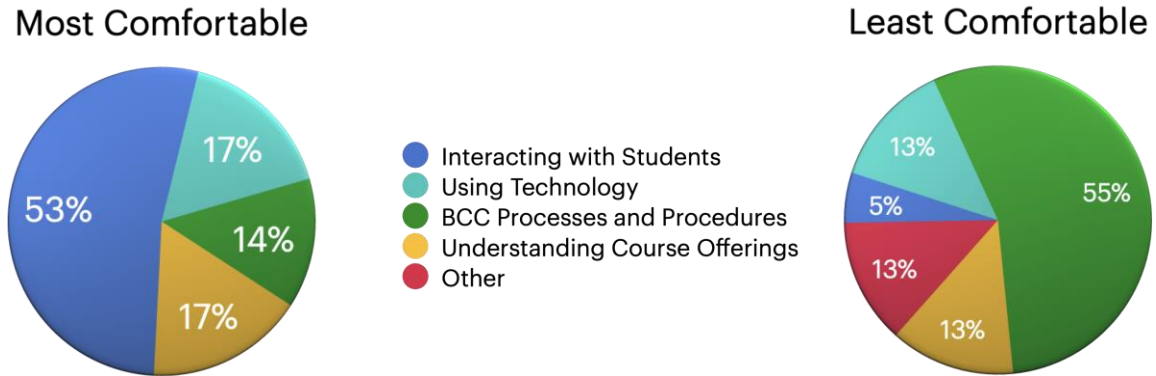 Most Comfortable
17%
53%
14%
17%
Interacting with Students
Using Technology
BCC Processes and Procedures
Understanding Course Offerings
Other
Least Comfortable
13%
55%
5%
13%
13%